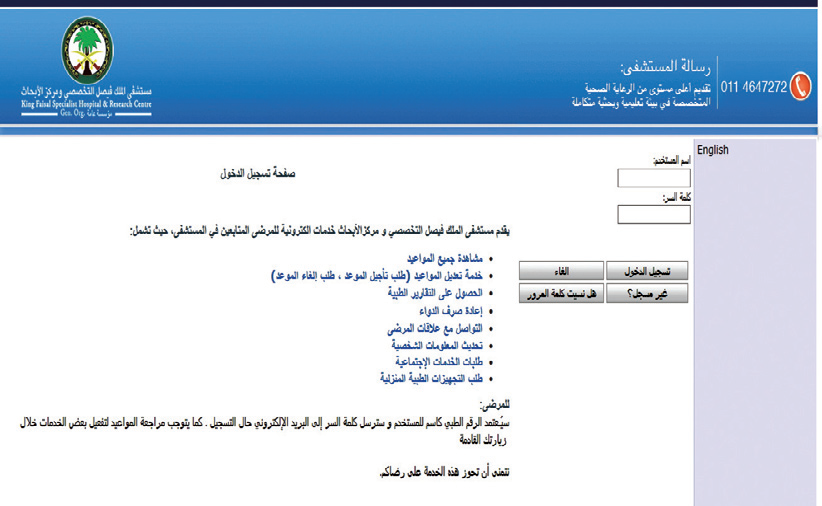 مستشفى الملك فيصل التخصصي ومركز الأبحاث
King Faisal Specialist Hospital & Research Centre
Gen. Org. مؤسسة عامة
رسالة المستشفى:
تقديم أعلى مستوى من الرعاية الصحية
المتخصصة في بيئة تعليمية وبحثية متكاملة
011 4647272
English
اسم المستخدم:
كلمة السر:
تسجيل الدخول
الغاء
غير مسجل؟
هل نسيت كلمة المرور
صفحة تسجيل الدخول
يقدم مستشفى الملك فيصل التخصصي و مركز الأبحاث خدمات الكترونية للمرضى المتابعين في المستشفى، حيث تشمل:
• مشاهدة جميع المواعيد
• خدمة تعديل المواعيد (طلب تأجيل الموعد ، طلب إلغاء الموعد)
• الحصول على التقارير الطبية
• إعادة صرف الدواء
• التواصل مع علاقات المرضى
• تحديث المعلومات الشخصية
• طلبات الخدمات الإجتماعية
• طلب التجهيزات الطبية المنزلية
للمرضى:
سيُعتمد الرقم الطبي كاسم للمستخدم و سترسل كلمة السر إلى البريد الإلكتروني حال التسجيل . كما يتوجب مراجعة المواعيد لتفعيل بعض الخدمات خلال
زيارتك القادمة
نتمنى أن تحوز هذه الخدمة على رضاكم.